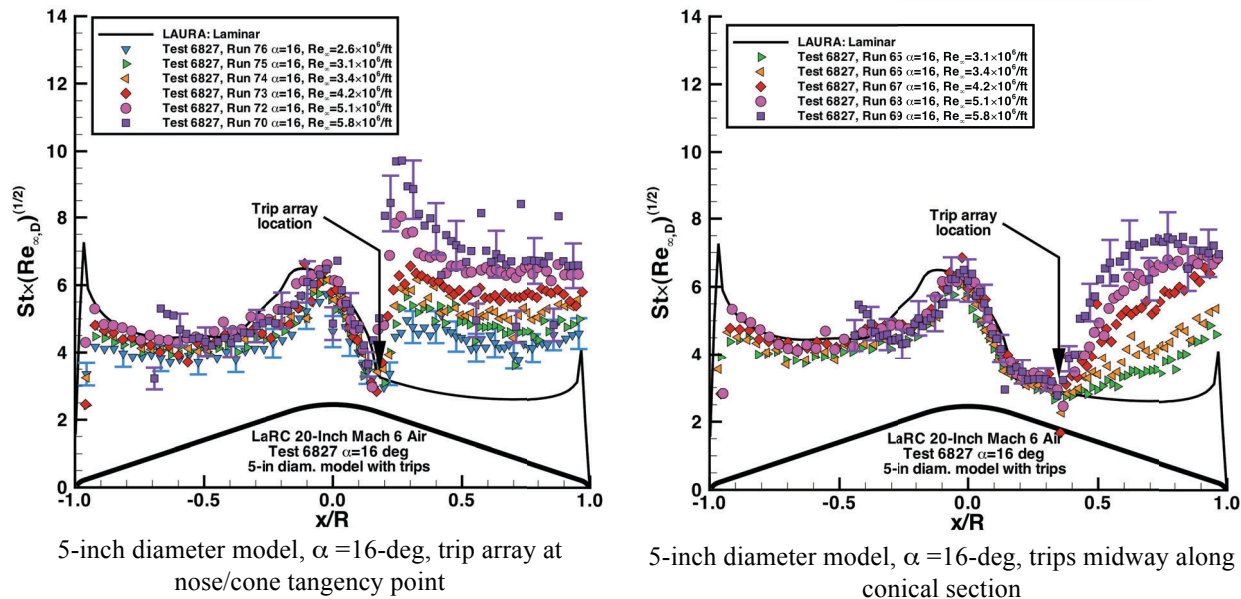 14
12
10
8
6
4
2
0
St×(Re∞,D)^(1/2)
LAURA: Laminar
Test 6827, Run 76 α=16, Re∞=2.6×10⁶/ft
Test 6827, Run 75 α=16, Re∞=3.1×10⁶/ft
Test 6827, Run 74 α=16, Re∞=3.4×10⁶/ft
Test 6827, Run 73 α=16, Re∞=4.2×10⁶/ft
Test 6827, Run 72 α=16, Re∞=5.1×10⁶/ft
Test 6827, Run 70 α=16, Re∞=5.8×10⁶/ft
Trip array
location
LaRC 20-Inch Mach 6 Air
Test 6827 α=16 deg
5-in diam. model with trips
-1.0 -0.5 0.0 0.5 1.0
x/R
5-inch diameter model, α =16-deg, trip array at
nose/cone tangency point
14
12
10
8
6
4
2
0
St×(Re∞,D)^(1/2)
LAURA: Laminar
Test 6827, Run 65 α=16, Re∞=3.1×10⁶/ft
Test 6827, Run 66 α=16, Re∞=3.4×10⁶/ft
Test 6827, Run 67 α=16, Re∞=4.2×10⁶/ft
Test 6827, Run 68 α=16, Re∞=5.1×10⁶/ft
Test 6827, Run 69 α=16, Re∞=5.8×10⁶/ft
Trip array
location
LaRC 20-Inch Mach 6 Air
Test 6827 α=16 deg
5-in diam. model with trips
-1.0 -0.5 0.0 0.5 1.0
x/R
5-inch diameter model, α =16-deg, trips midway along
conical section